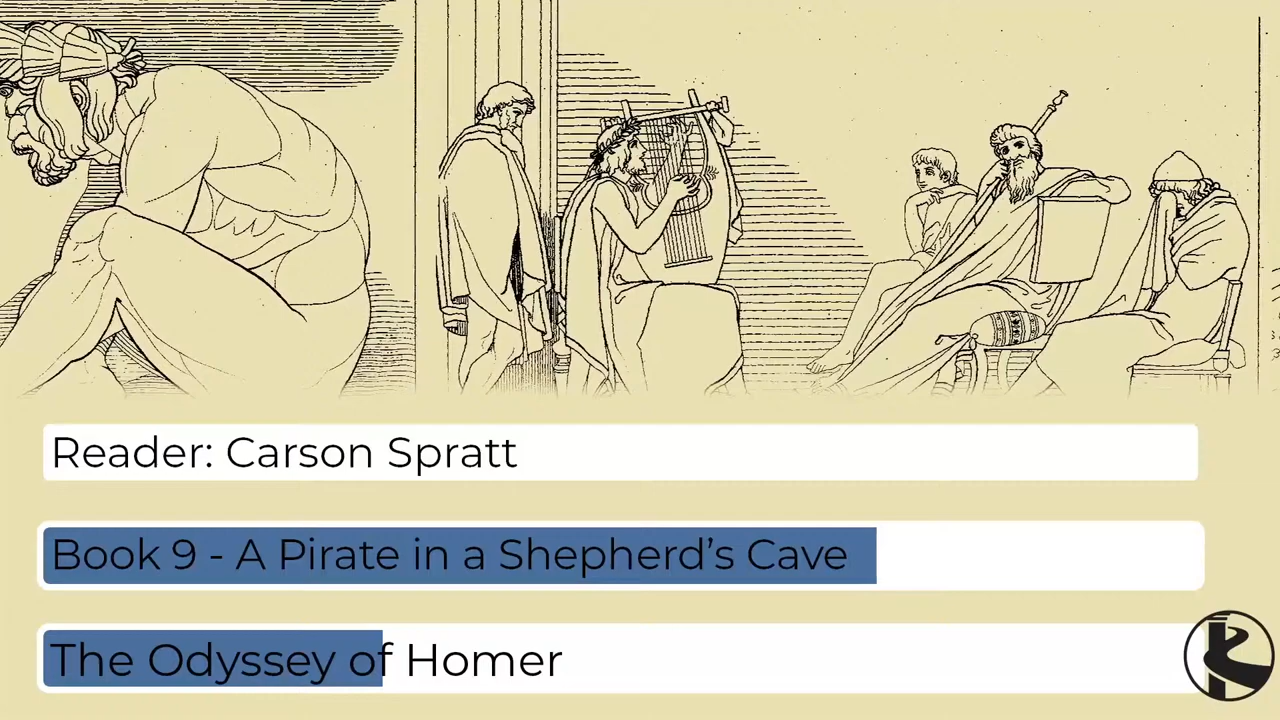 Reader: Carson Spratt
Book 9 - A Pirate in a Shepherd’s Cave
The Odyssey of Homer